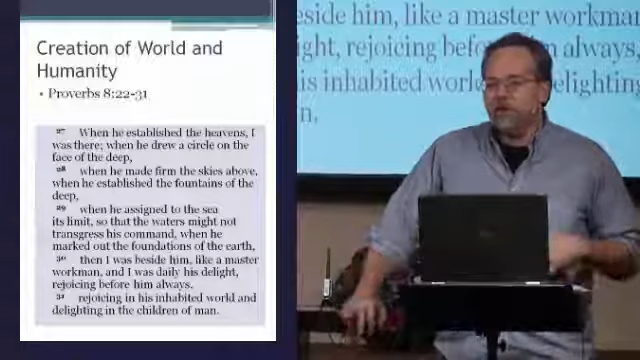 Creation of World and
Humanity
• Proverbs 8:22-31
27 When he established the heavens, I
was there; when he drew a circle on the
face of the deep,
28 when he made firm the skies above,
when he established the fountains of the
deep,
29 when he assigned to the sea
its limit, so that the waters might not
transgress his command, when he
marked out the foundations of the earth,
30 then I was beside him, like a master
workman, and I was daily his delight,
rejoicing before him always,
31 rejoicing in his inhabited world and
delighting in the children of man.
beside him, like a master workman
ight, rejoicing before him always,
is inhabited world delighting
n.